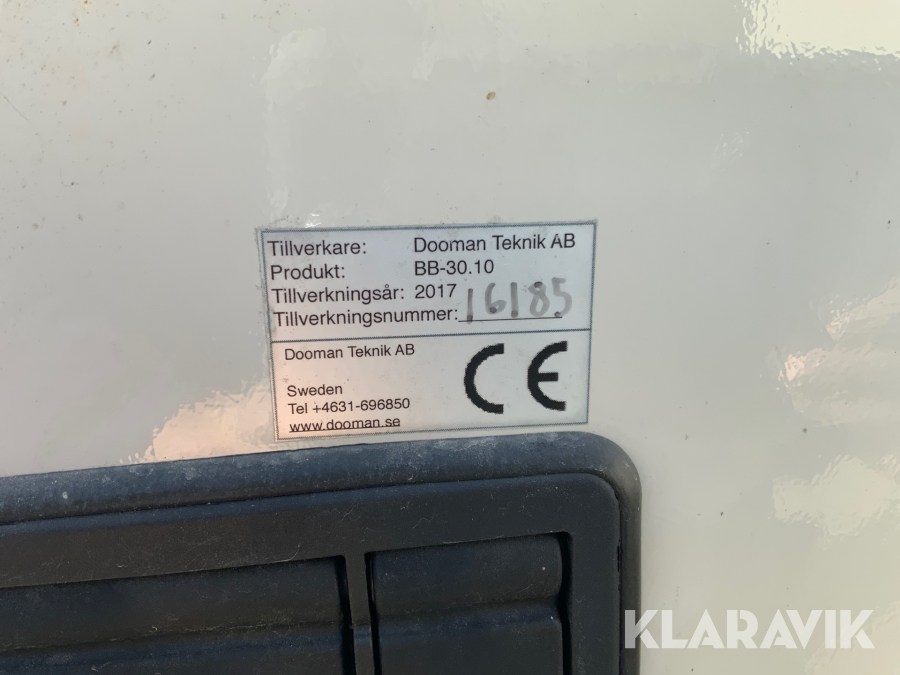 Tillverkare: Dooman Teknik AB
Produkt: BB-30.10
Tillverkningsår: 2017
Tillverkningsnummer: 16185
Dooman Teknik AB
Sweden
Tel +4631-696850
www.dooman.se
CE
KLARAVIK